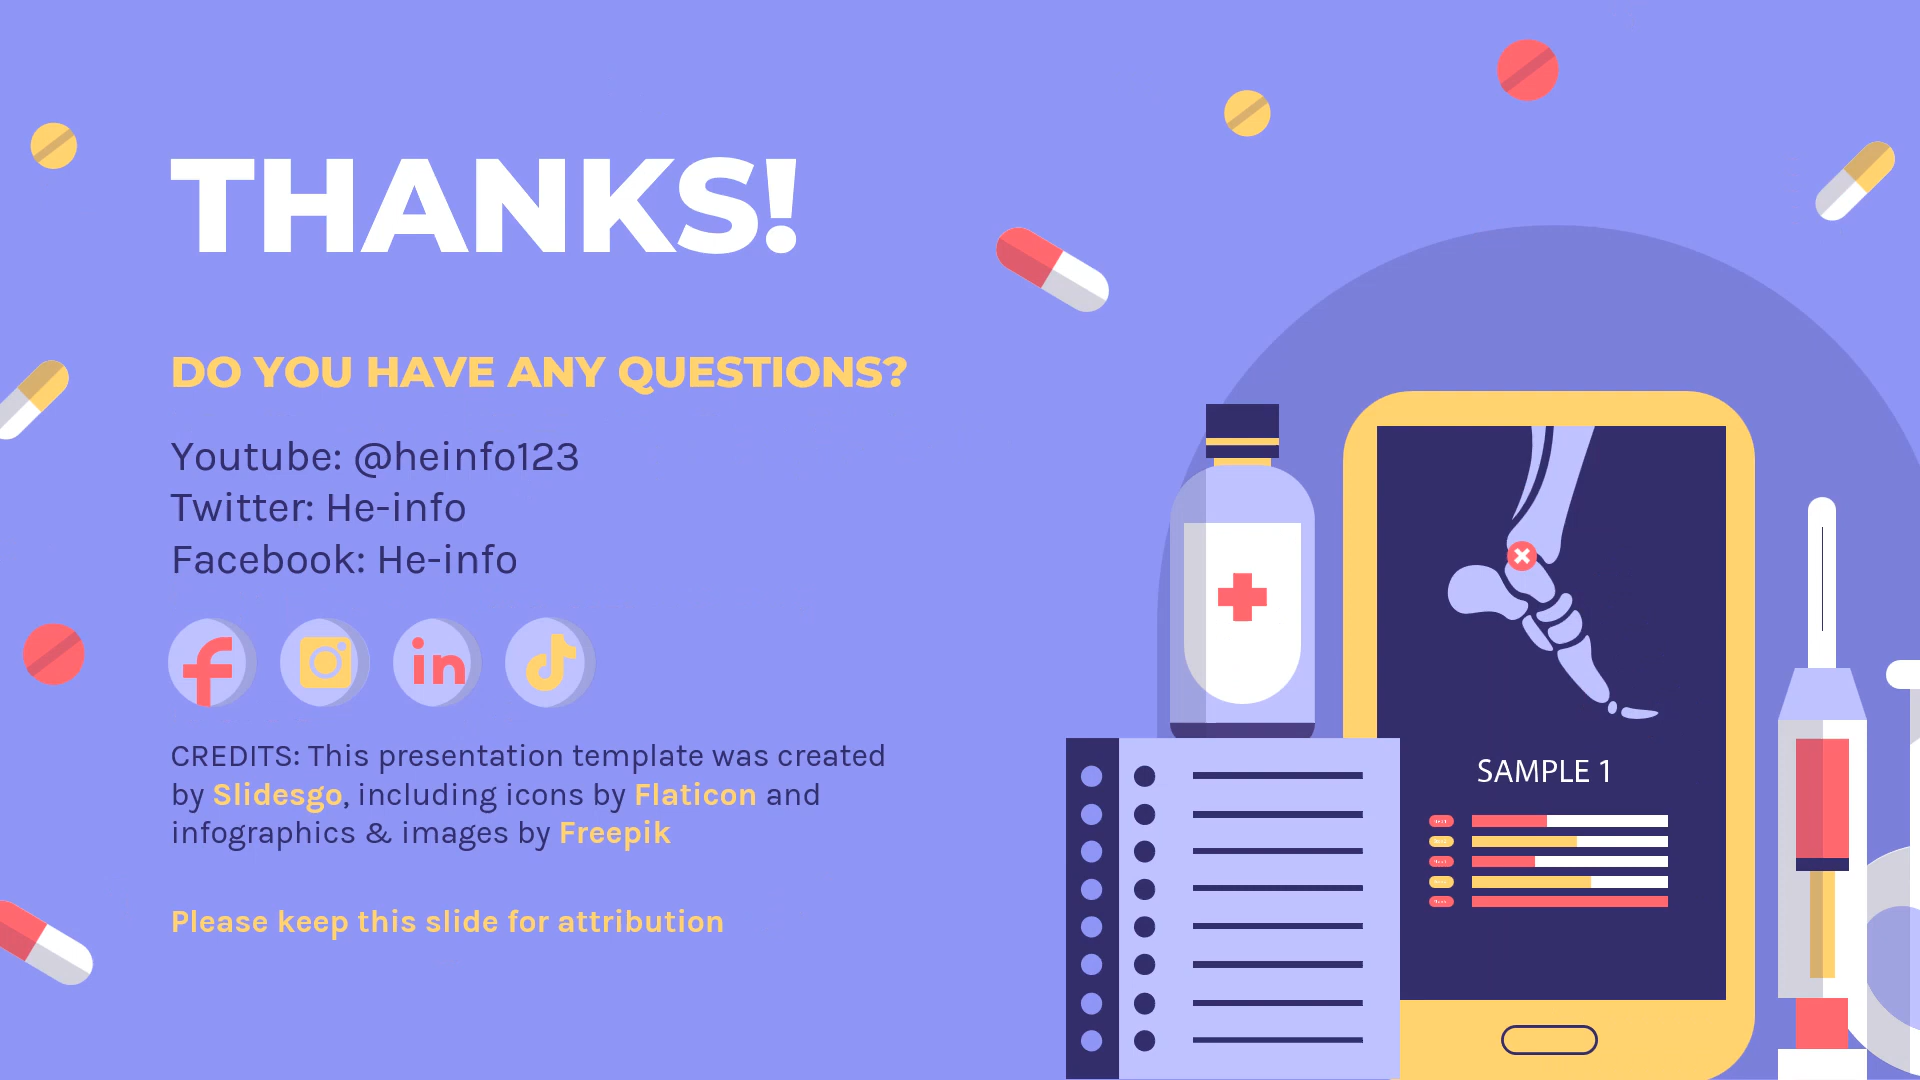 THANKS!
DO YOU HAVE ANY QUESTIONS?
Youtube: @heinfo123
Twitter: He-info
Facebook: He-info
in
CREDITS: This presentation template was created
by Slidesgo, including icons by Flaticon and
infographics & images by Freepik
Please keep this slide for attribution
SAMPLE 1